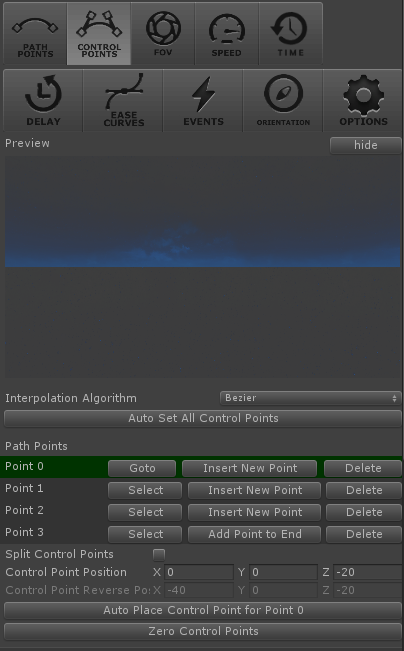 PATH POINTS
CONTROL POINTS
FOV
SPEED
TIME
DELAY
EASE CURVES
EVENTS
ORIENTATION
OPTIONS
Preview hide
Interpolation Algorithm Bezier
Auto Set All Control Points
Path Points
Point 0 Goto Insert New Point Delete
Point 1 Select Insert New Point Delete
Point 2 Select Insert New Point Delete
Point 3 Select Add Point to End Delete
Split Control Points
Control Point Position X 0 Y 0 Z -20
Control Point Reverse Po X -40 Y 0 Z -20
Auto Place Control Point for Point 0
Zero Control Points